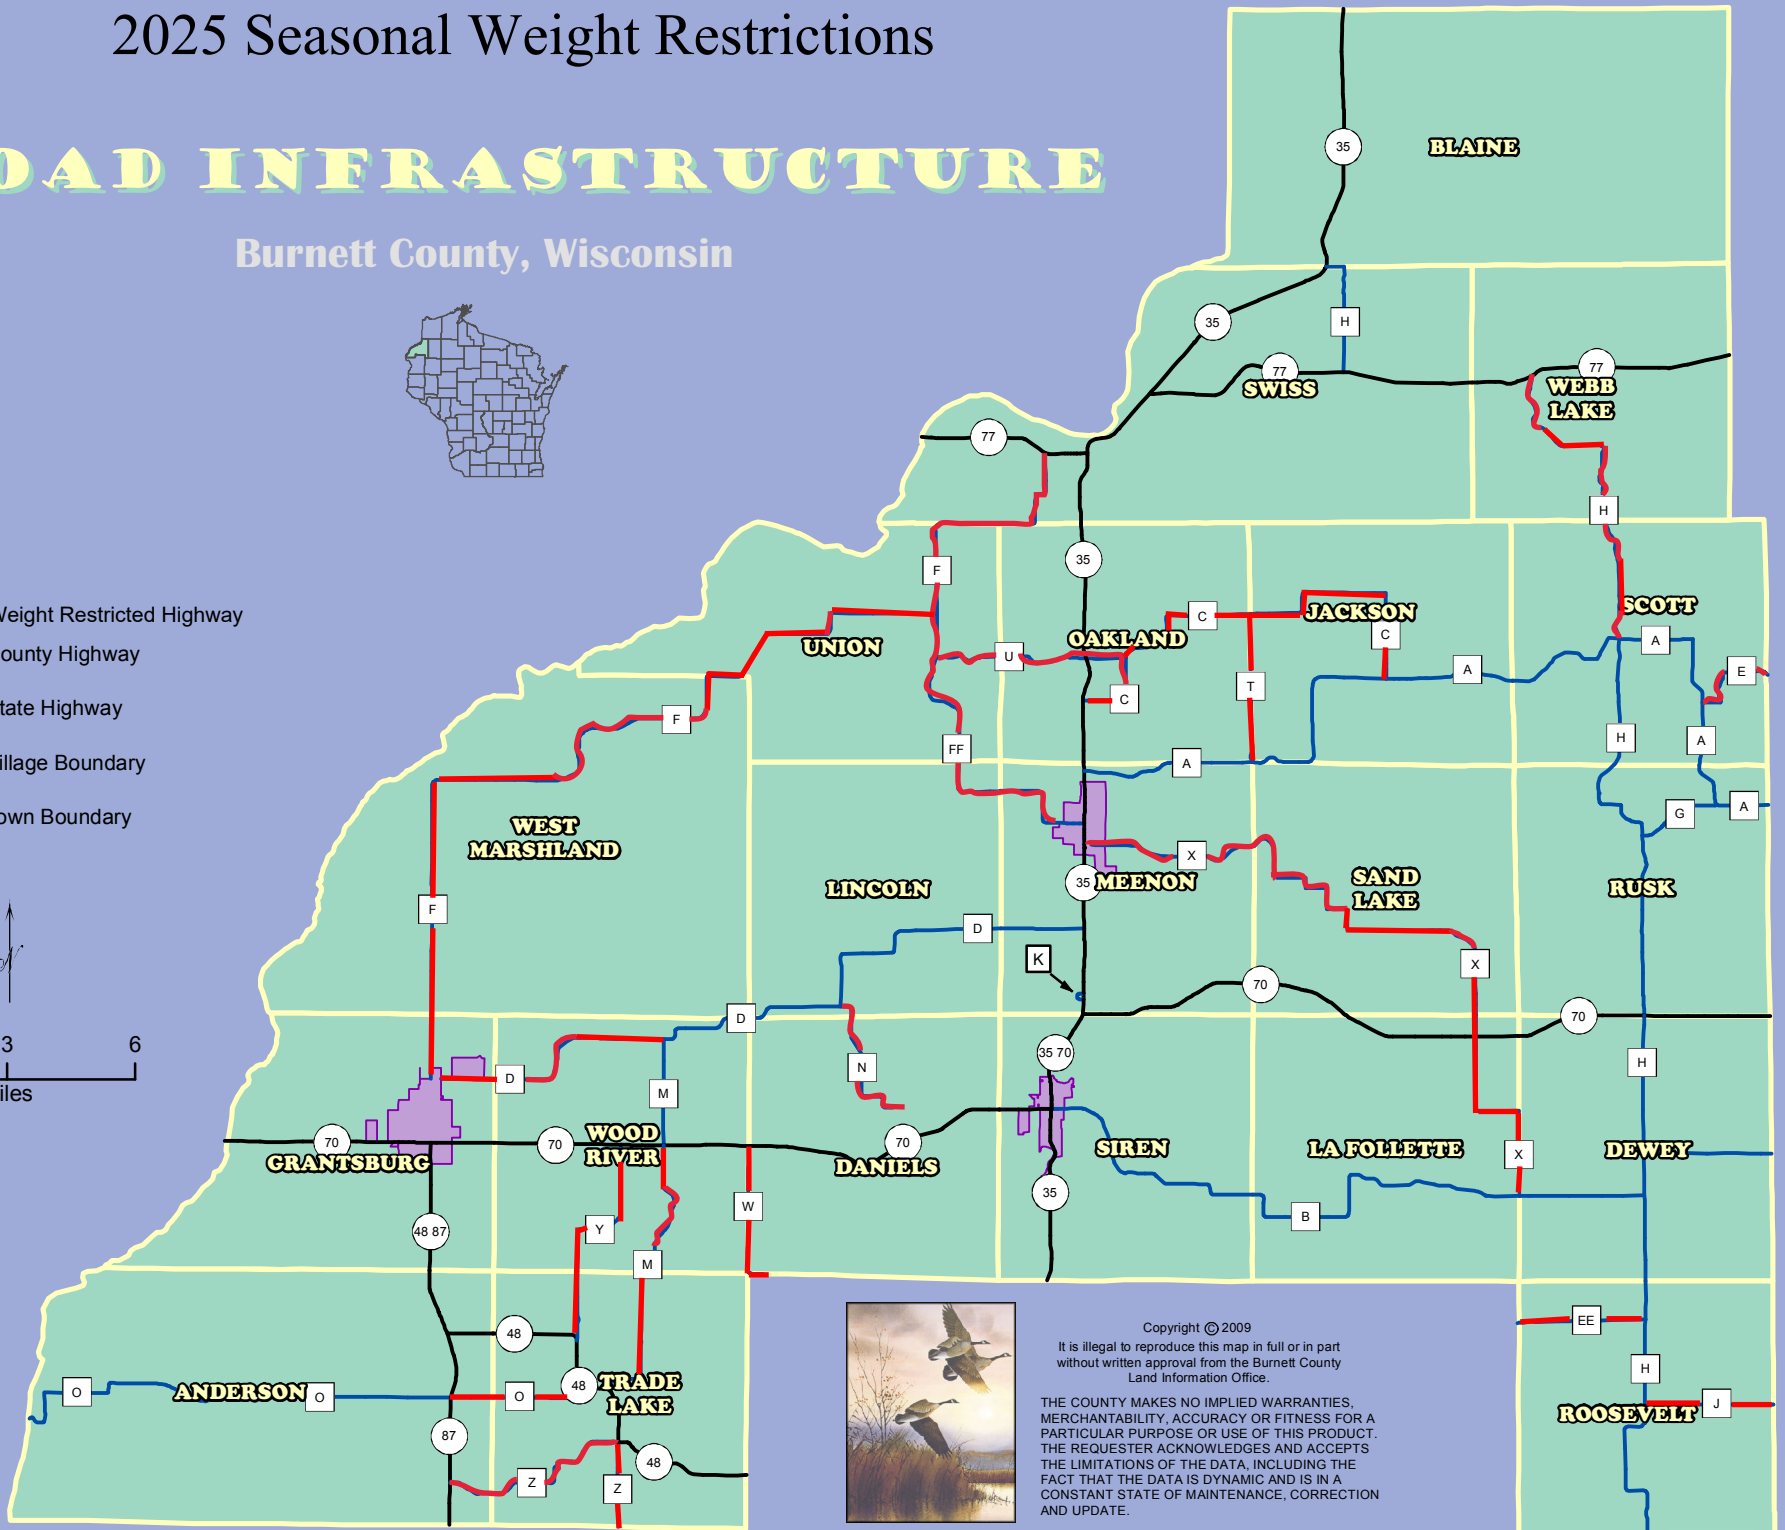 2025 Seasonal Weight Restrictions
OAD INFRASTRUCTURE
Burnett County, Wisconsin
35
BLAINE
35
H
77
SWISS
77
WEBB
LAKE
77
H
F
35
Weight Restricted Highway
ounty Highway
tate Highway
illage Boundary
own Boundary
C
JACKSON
SCOTT
UNION
OAKLAND
C
A
U
A
E
T
C
F
FF
H
A
A
WEST
MARSHLAND
G
A
X
LINCOLN
35
MEENON
SAND
LAKE
RUSK
F
D
K
X
70
N
3
6
iles
D
70
35 70
H
N
D
M
70
GRANTSBURG
70
WOOD
RIVER
70
DANIELS
SIREN
LA FOLLETTE
X
DEWEY
35
W
B
Y
48 87
M
48
EE
H
O
ANDERSON
O
O
48
TRADE
LAKE
ROOSEVELT
J
87
48
Z
Z
Copyright © 2009
It is illegal to reproduce this map in full or in part
without written approval from the Burnett County
Land Information Office.
THE COUNTY MAKES NO IMPLIED WARRANTIES,
MERCHANTABILITY, ACCURACY OR FITNESS FOR A
PARTICULAR PURPOSE OR USE OF THIS PRODUCT.
THE REQUESTER ACKNOWLEDGES AND ACCEPTS
THE LIMITATIONS OF THE DATA, INCLUDING THE
FACT THAT THE DATA IS DYNAMIC AND IS IN A
CONSTANT STATE OF MAINTENANCE, CORRECTION
AND UPDATE.